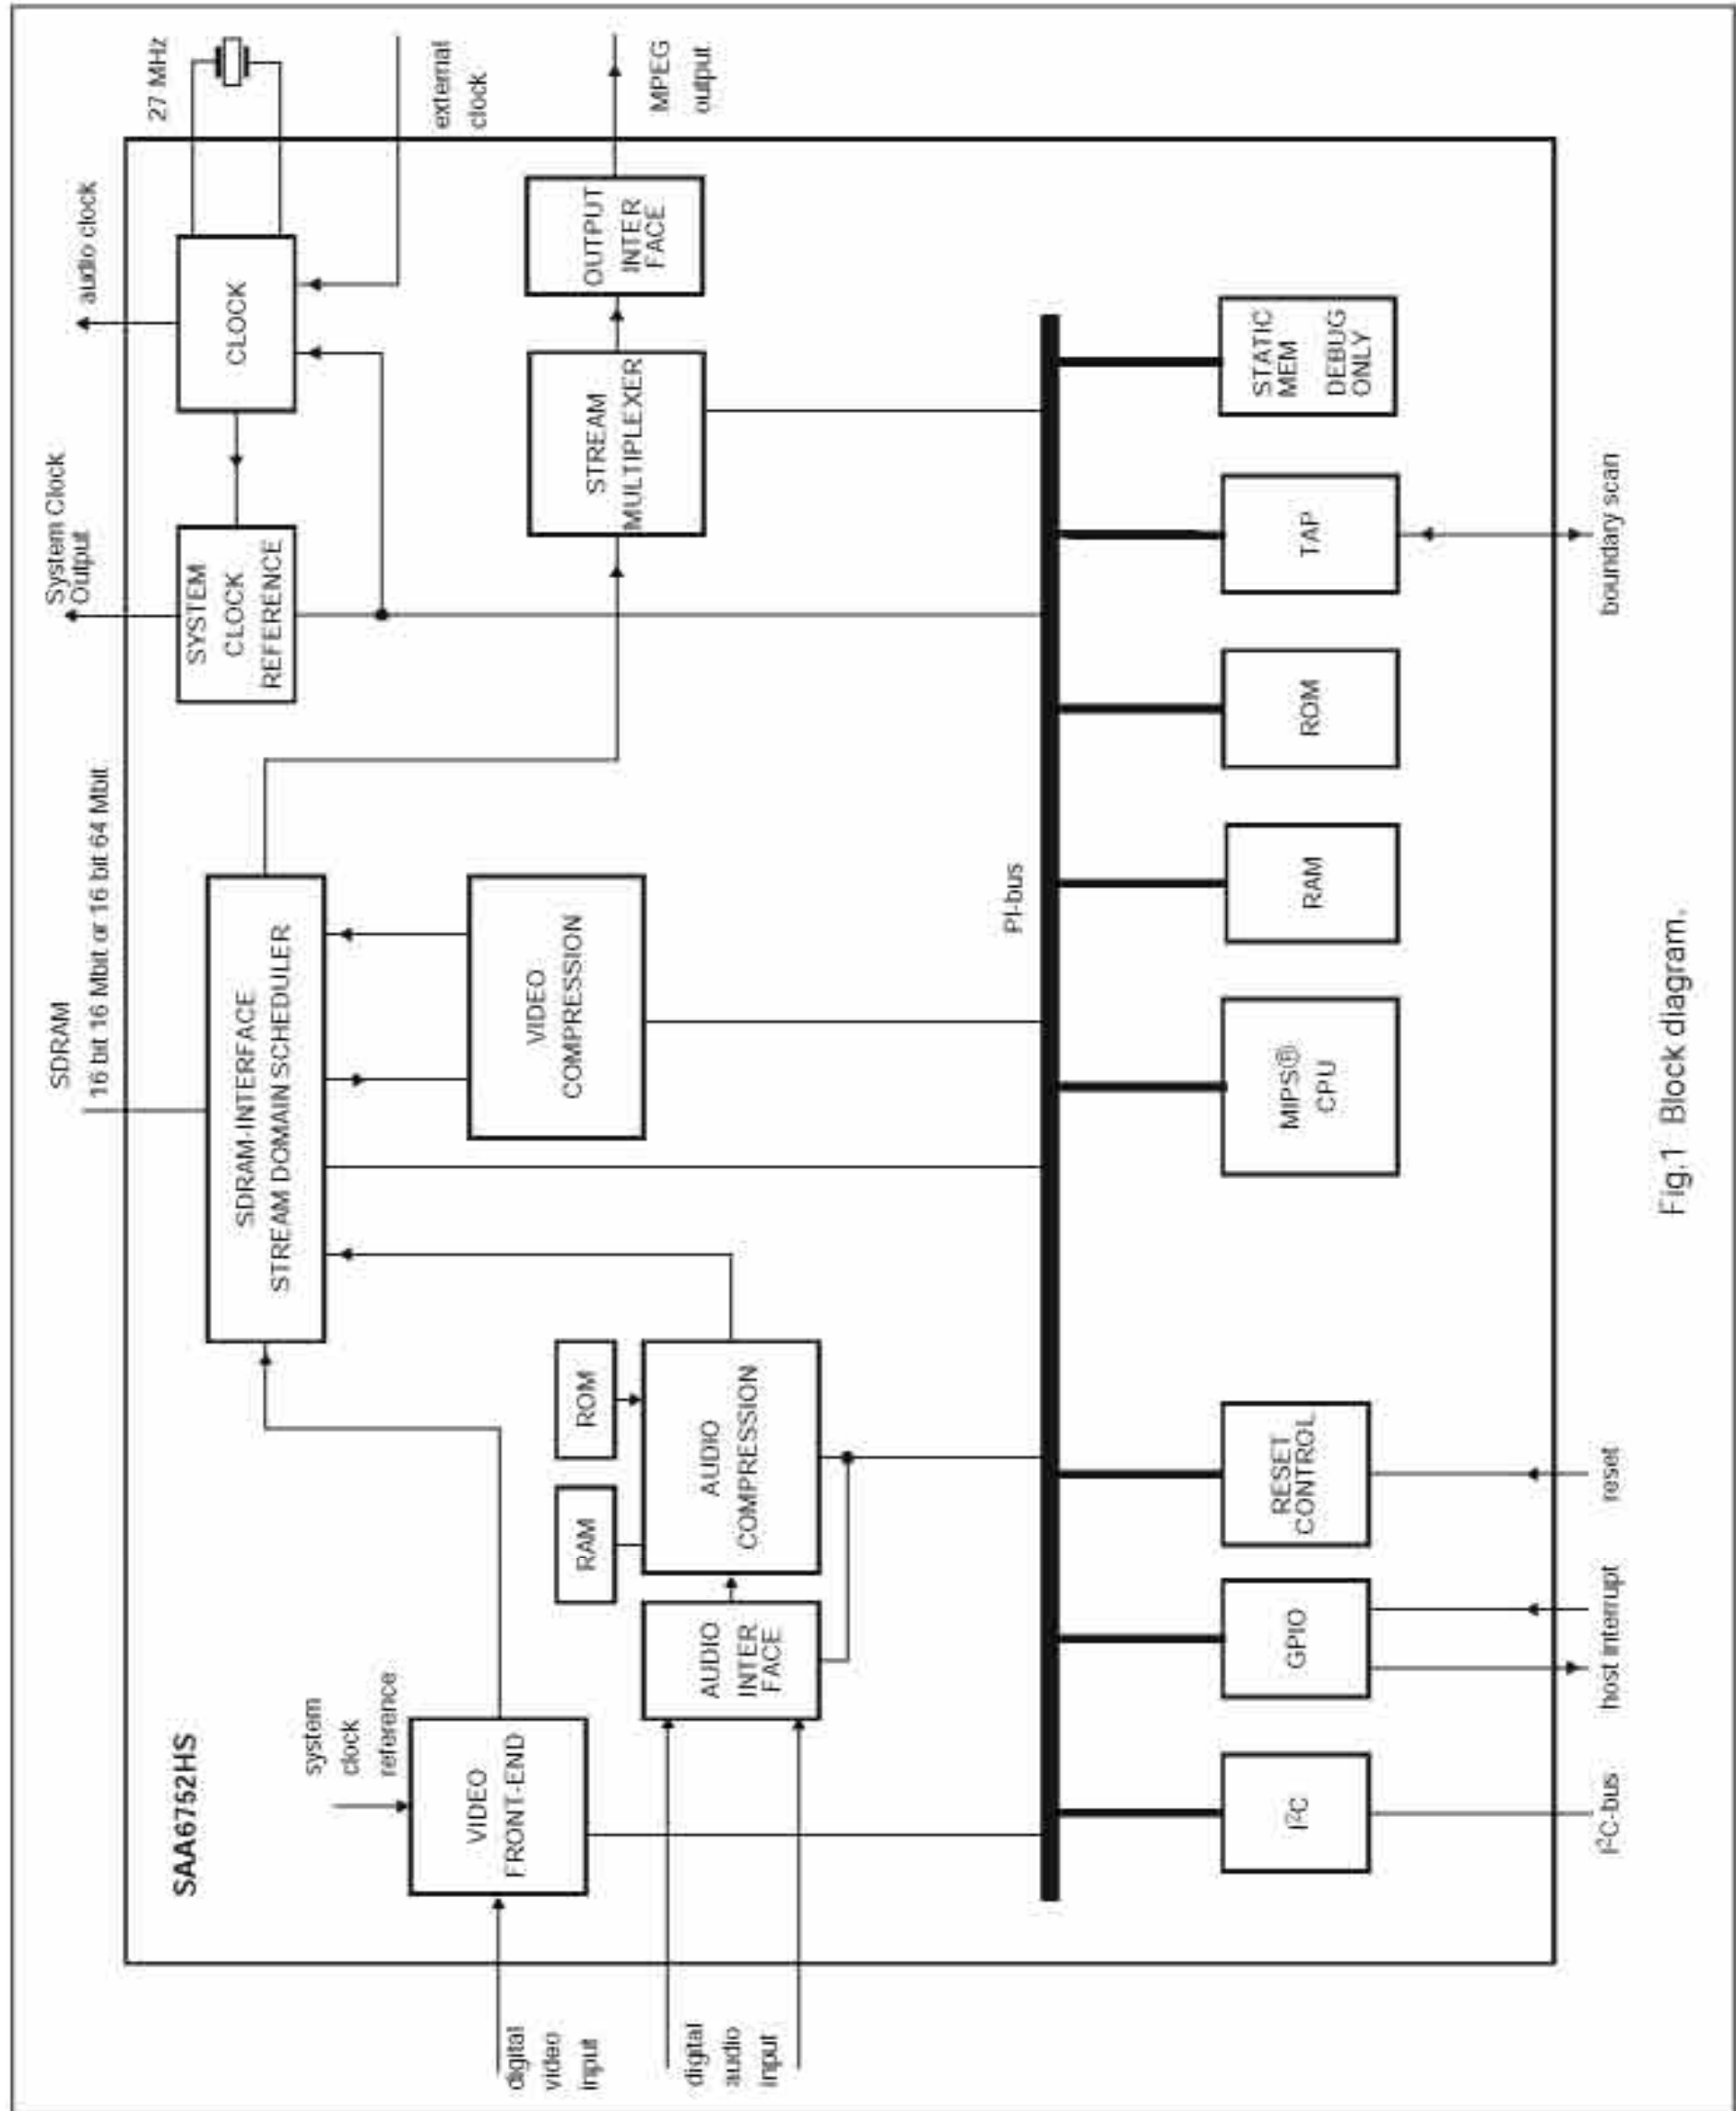 SAA6752HS
SDRAM
16 bit 16 Mbit or 16 bit 64 Mbit
System Clock
Output
audio clock
27 MHz
external
clock
MPEG
output
system
clock
reference
digital
video
input
digital
audio
input
VIDEO
FRONT-END
AUDIO
INTER
FACE
RAM
ROM
AUDIO
COMPRESSION
SDRAM-INTERFACE
STREAM DOMAIN SCHEDULER
VIDEO
COMPRESSION
SYSTEM
CLOCK
REFERENCE
CLOCK
STREAM
MULTIPLEXER
OUTPUT
INTER
FACE
PI-bus
I²C
GPIO
RESET
CONTROL
MIPS®
CPU
RAM
ROM
TAP
STATIC
MEM
DEBUG
ONLY
I²C-bus
host interrupt
reset
boundary scan
Fig.1 Block diagram.